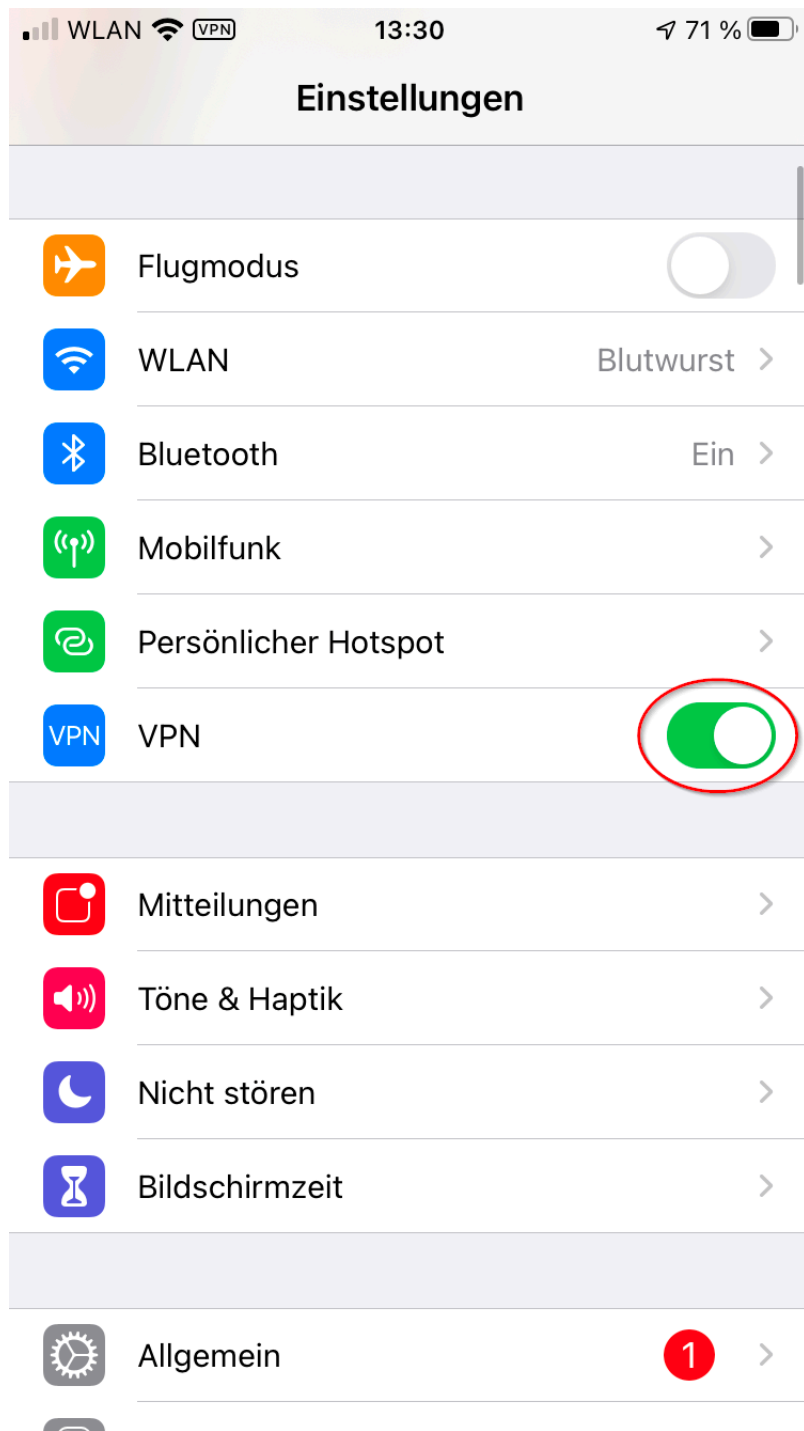 WLAN VPN 13:30 71 %
Einstellungen
Flugmodus
WLAN Blutwurst
Bluetooth Ein
Mobilfunk
Persönlicher Hotspot
VPN VPN
Mitteilungen
Töne & Haptik
Nicht stören
Bildschirmzeit
Allgemein 1